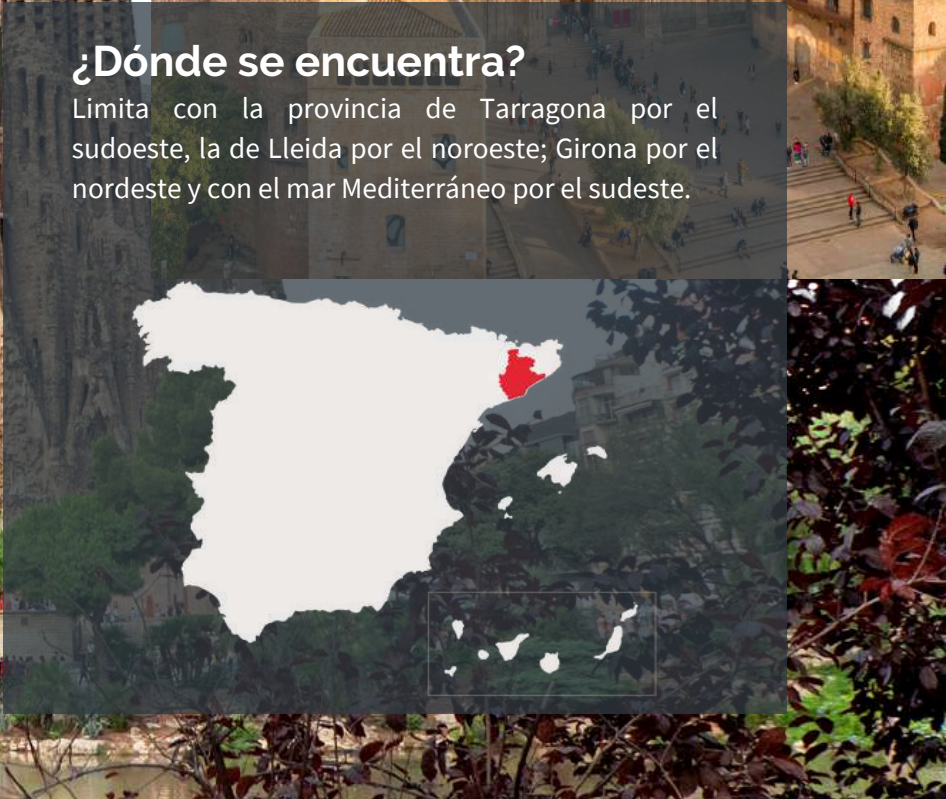 ¿Dónde se encuentra?
Limita con la provincia de Tarragona por el
sudoeste, la de Lleida por el noroeste; Girona por el
nordeste y con el mar Mediterráneo por el sudeste.